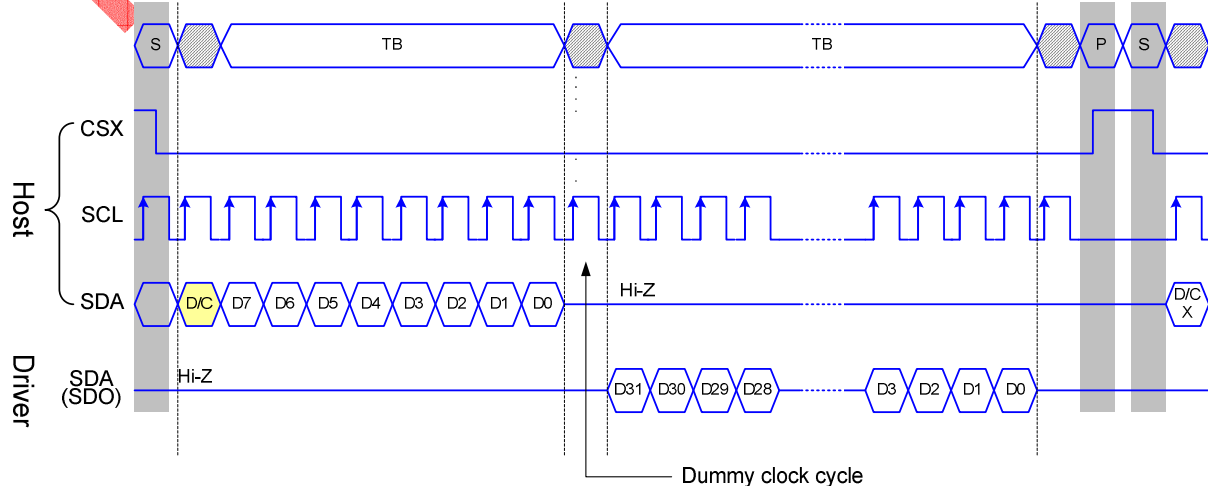 S TB TB P S
CSX
SCL
Host
SDA D/C D7 D6 D5 D4 D3 D2 D1 D0 Hi-Z D/C
X
Driver
SDA
(SDO) Hi-Z D31 D30 D29 D28 D3 D2 D1 D0
Dummy clock cycle